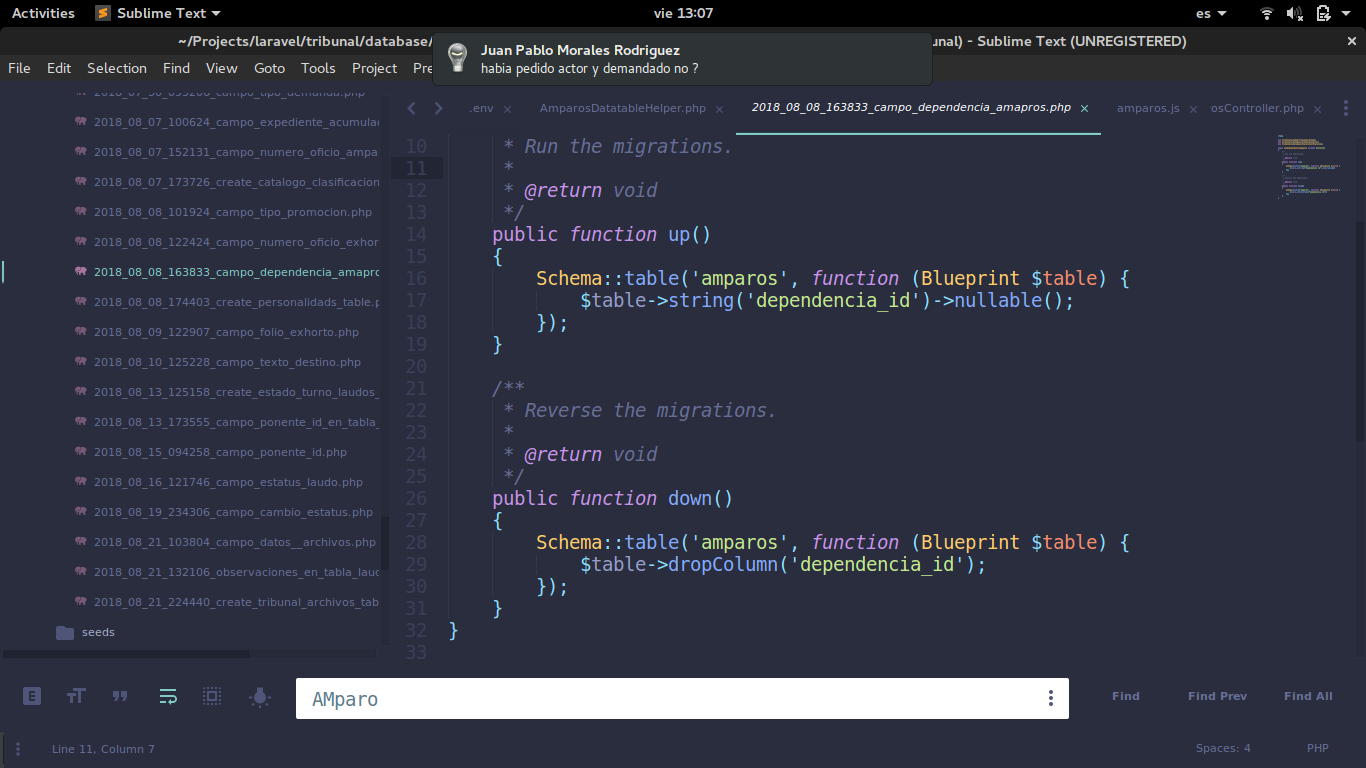 Activities Sublime Text vie 13:07 es
~/Projects/laravel/tribunal/database/ nal) - Sublime Text (UNREGISTERED)
Juan Pablo Morales Rodriguez
habia pedido actor y demandado no ?
File Edit Selection Find View Goto Tools Project Pre
.env AmparosDatatableHelper.php 2018_08_08_163833_campo_dependencia_amapros.php amparos.js osController.php
2018_08_07_100624_campo_expediente_acumula
2018_08_07_152131_campo_numero_oficio_ampa
2018_08_07_173726_create_catalogo_clasificacion
2018_08_08_101924_campo_tipo_promocion.php
2018_08_08_122424_campo_numero_oficio_exhor
2018_08_08_163833_campo_dependencia_amapro
2018_08_08_174403_create_personalidads_table.p
2018_08_09_122907_campo_folio_exhorto.php
2018_08_10_125228_campo_texto_destino.php
2018_08_13_125158_create_estado_turno_laudos_
2018_08_13_173555_campo_ponente_id_en_tabla_
2018_08_15_094258_campo_ponente_id.php
2018_08_16_121746_campo_estatus_laudo.php
2018_08_19_234306_campo_cambio_estatus.php
2018_08_21_103804_campo_datos__archivos.php
2018_08_21_132106_observaciones_en_tabla_laud
2018_08_21_224440_create_tribunal_archivos_tab
seeds
10 * Run the migrations.
11 *
12 * @return void
13 */
14 public function up()
15 {
16 Schema::table('amparos', function (Blueprint $table) {
17 $table->string('dependencia_id')->nullable();
18 });
19 }
20
21 /**
22 * Reverse the migrations.
23 *
24 * @return void
25 */
26 public function down()
27 {
28 Schema::table('amparos', function (Blueprint $table) {
29 $table->dropColumn('dependencia_id');
30 });
31 }
32 }
33
AMparo Find Find Prev Find All
Line 11, Column 7 Spaces: 4 PHP